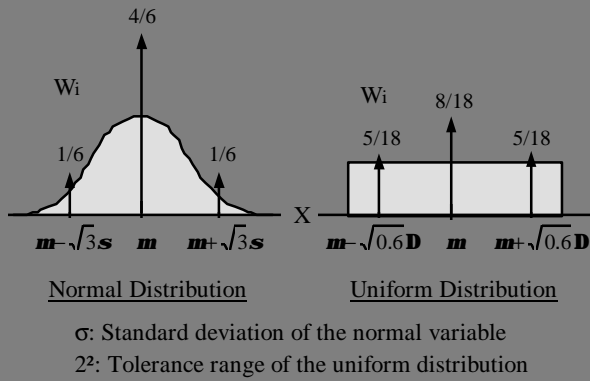 4/6
Wi
1/6 1/6
m-√3s m m+√3s
Normal Distribution
X
Wi
8/18
5/18 5/18
m-√0.6D m m+√0.6D
Uniform Distribution
σ: Standard deviation of the normal variable
2²: Tolerance range of the uniform distribution